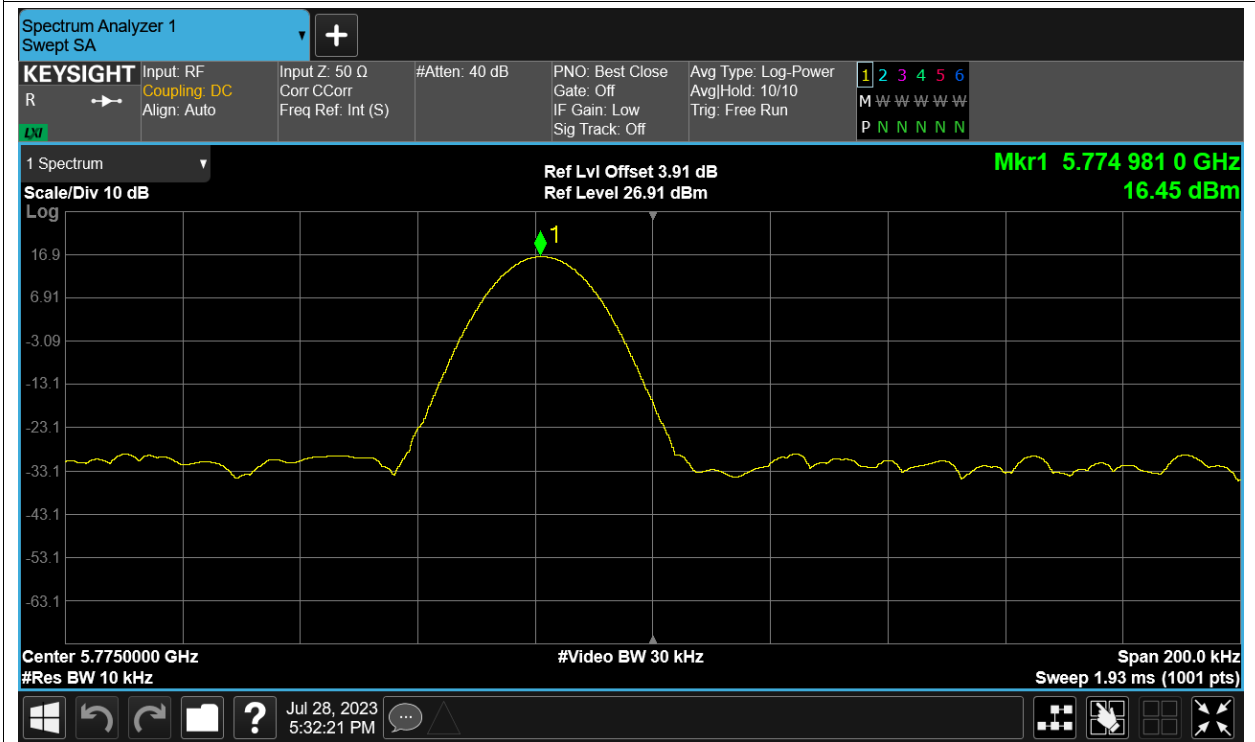 Spectrum Analyzer 1
Swept SA
KEYSIGHT
R
LXI
Input: RF
Coupling: DC
Align: Auto
Input Z: 50 Ω
Corr CCorr
Freq Ref: Int (S)
#Atten: 40 dB
PNO: Best Close
Gate: Off
IF Gain: Low
Sig Track: Off
Avg Type: Log-Power
Avg|Hold: 10/10
Trig: Free Run
1 2 3 4 5 6
M W W W W W
P N N N N N
1 Spectrum
Scale/Div 10 dB
Log
Ref Lvl Offset 3.91 dB
Ref Level 26.91 dBm
Mkr1 5.774 981 0 GHz
16.45 dBm
1
16.9
6.91
-3.09
-13.1
-23.1
-33.1
-43.1
-53.1
-63.1
Center 5.7750000 GHz
#Res BW 10 kHz
#Video BW 30 kHz
Span 200.0 kHz
Sweep 1.93 ms (1001 pts)
?
Jul 28, 2023
5:32:21 PM